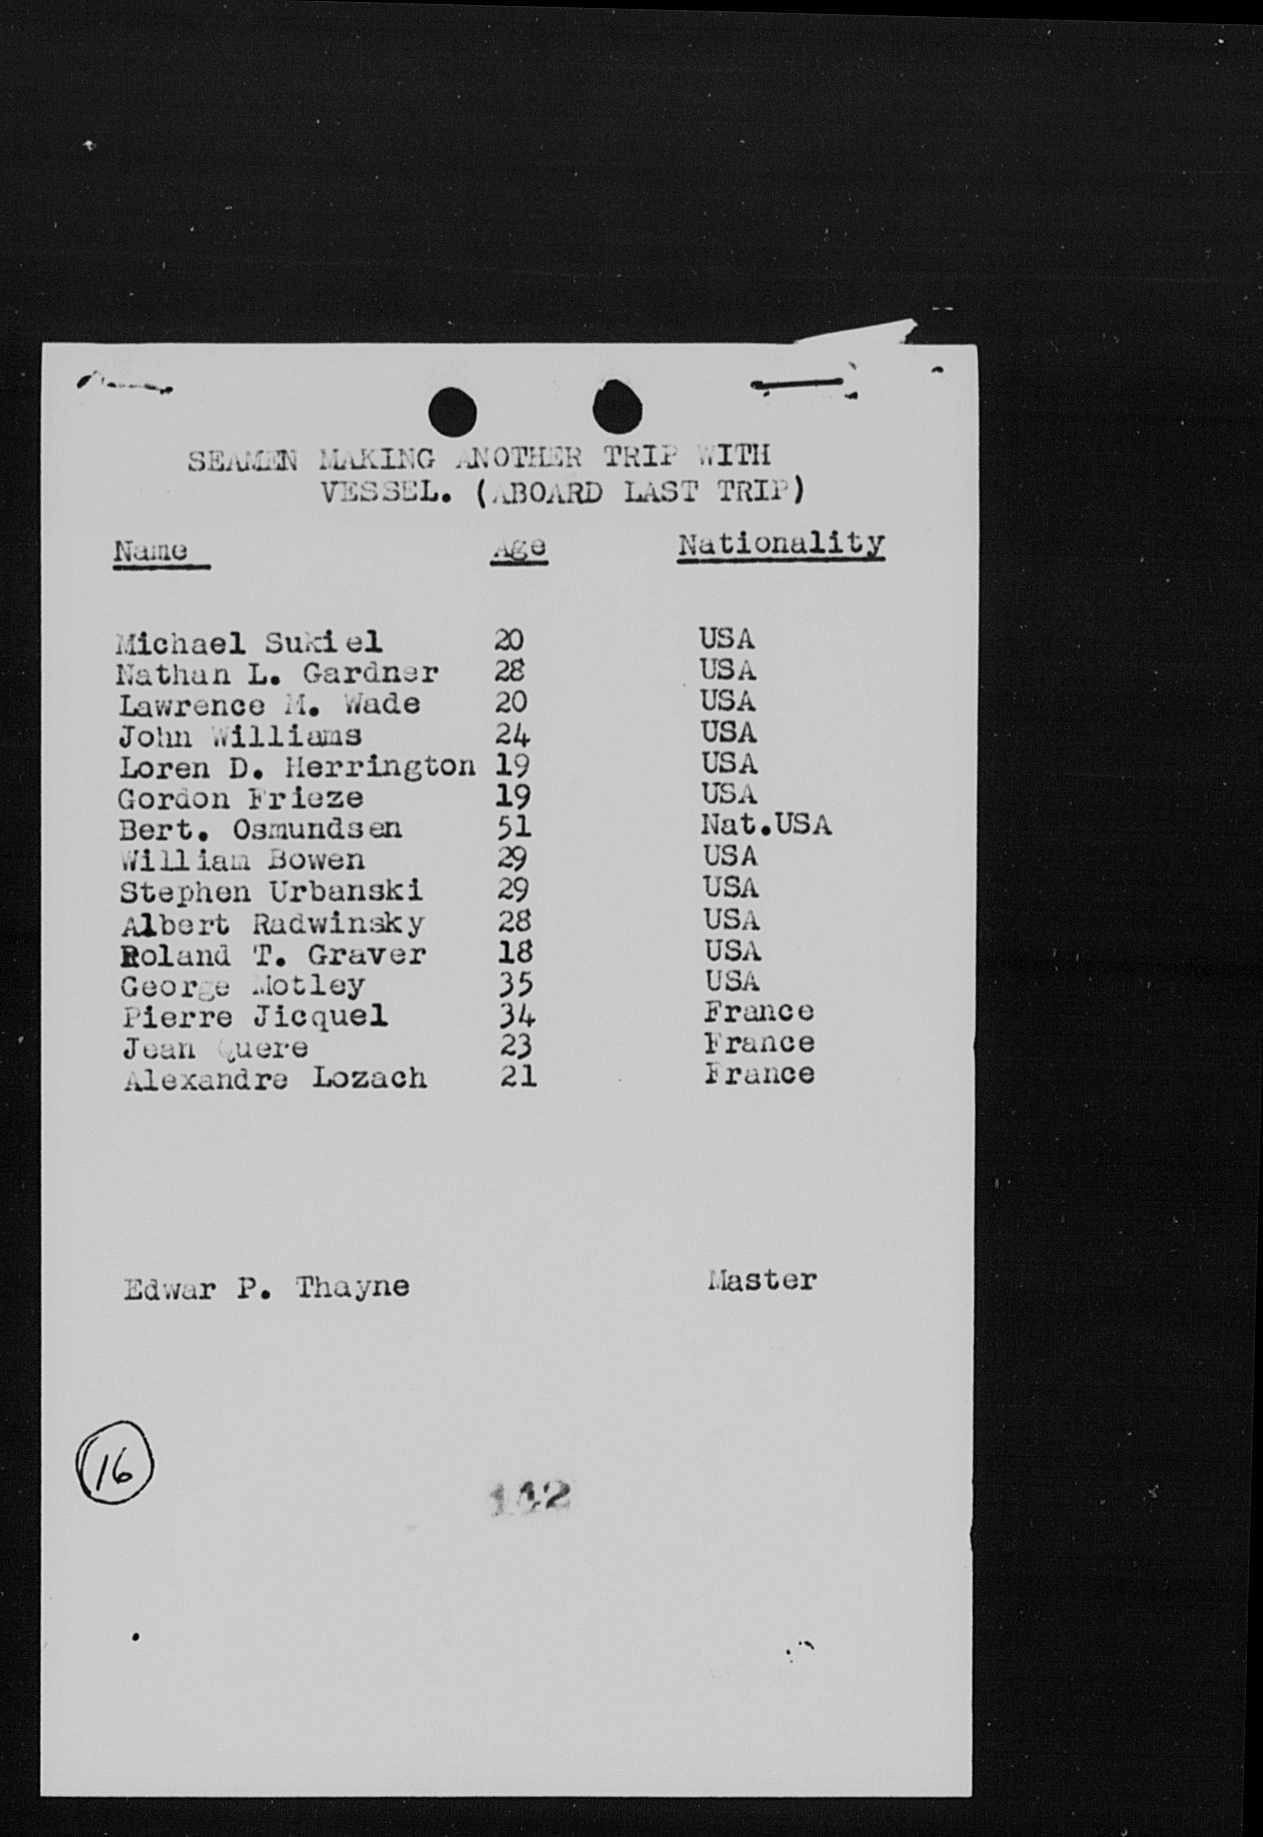 SEAMEN MAKING ANOTHER TRIP WITH
VESSEL. (ABOARD LAST TRIP)
Name Age Nationality
Michael Sukiel 20 USA
Nathan L. Gardner 28 USA
Lawrence M. Wade 20 USA
John Williams 24 USA
Loren D. Herrington 19 USA
Gordon Frieze 19 USA
Bert. Osmundsen 51 Nat.USA
William Bowen 29 USA
Stephen Urbanski 29 USA
Albert Radwinsky 28 USA
Roland T. Graver 18 USA
George Motley 35 USA
Pierre Jicquel 34 France
Jean Quere 23 France
Alexandre Lozach 21 France
Edwar P. Thayne Master
16
142